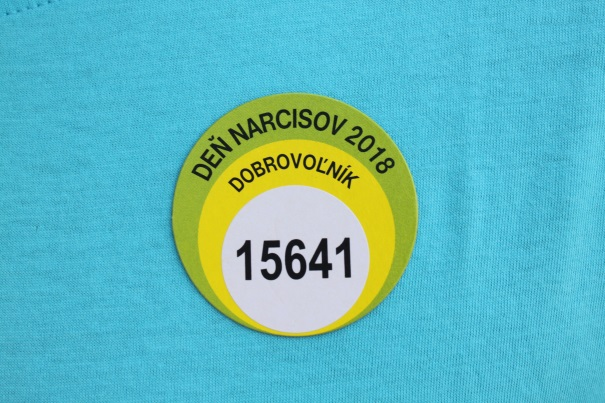 DEŇ NARCISOV 2018
DOBROVOĽNÍK
15641